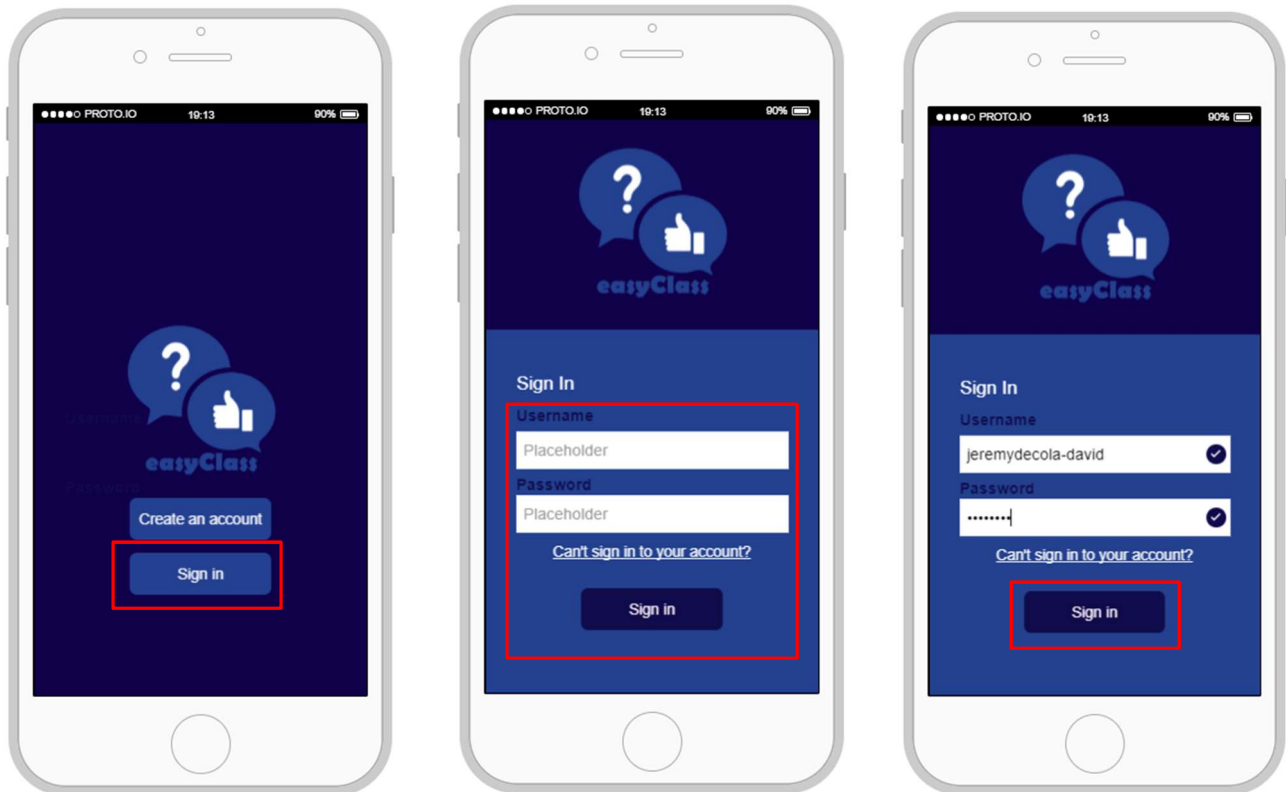 PROTO.IO 19:13 90%
Username
easyClass
Password
Create an account
Sign in
PROTO.IO 19:13 90%
?
easyClass
Sign In
Username
Placeholder
Password
Placeholder
Can't sign in to your account?
Sign in
PROTO.IO 19:13 90%
?
easyClass
Sign In
Username
jeremydecola-david
Password
••••••••
Can't sign in to your account?
Sign in